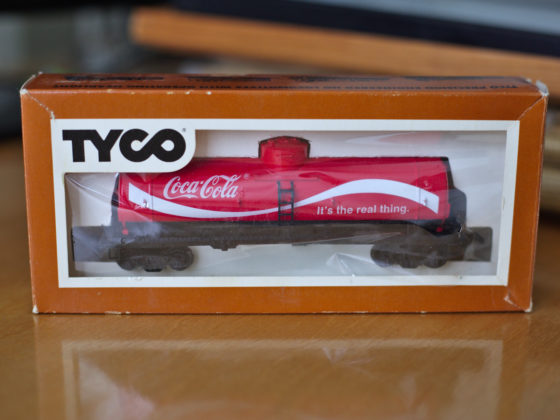 TYCO®
Coca-Cola®
It's the real thing.